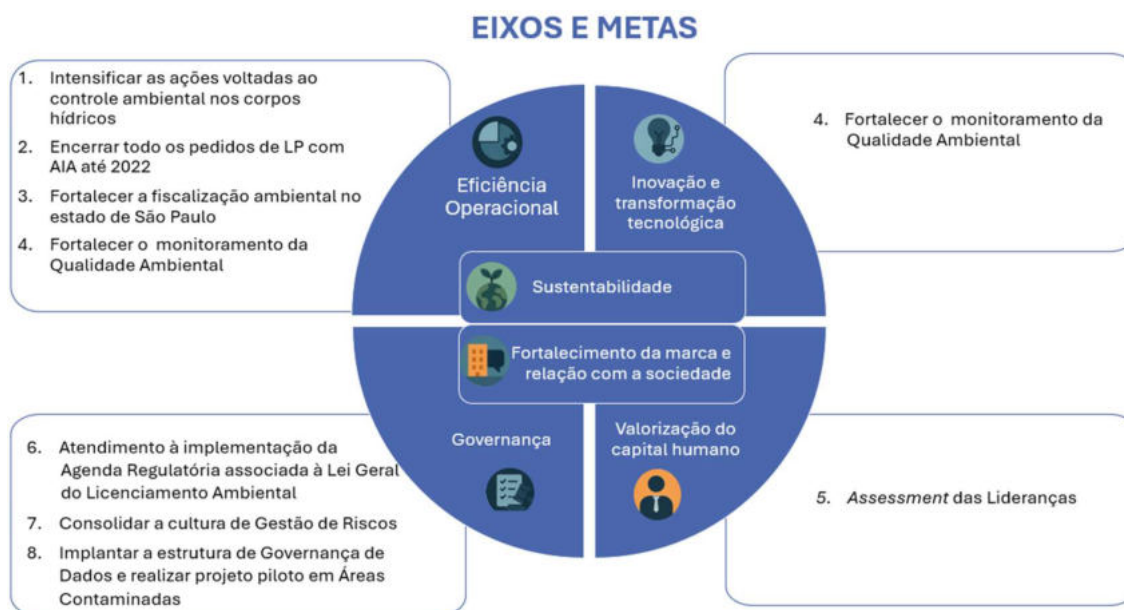 EIXOS E METAS
1. Intensificar as ações voltadas ao
controle ambiental nos corpos
hídricos
2. Encerrar todo os pedidos de LP com
AIA até 2022
3. Fortalecer a fiscalização ambiental no
estado de São Paulo
4. Fortalecer o monitoramento da
Qualidade Ambiental
Eficiência
Operacional
Inovação e
transformação
tecnológica
4. Fortalecer o monitoramento da
Qualidade Ambiental
Sustentabilidade
Fortalecimento da marca e
relação com a sociedade
6. Atendimento à implementação da
Agenda Regulatória associada à Lei Geral
do Licenciamento Ambiental
7. Consolidar a cultura de Gestão de Riscos
8. Implantar a estrutura de Governança de
Dados e realizar projeto piloto em Áreas
Contaminadas
Governança
Valorização do
capital humano
5. Assessment das Lideranças